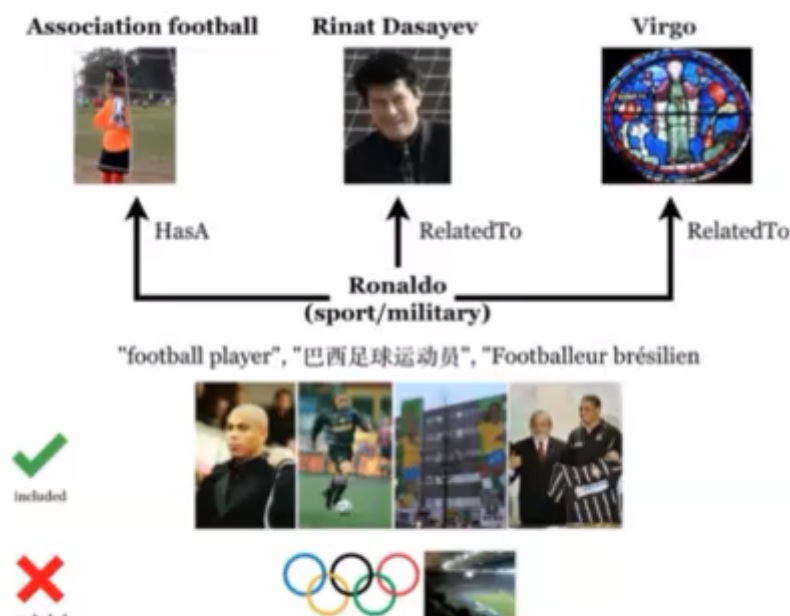 Association football
Rinat Dasayev
Virgo
HasA
RelatedTo
RelatedTo
Ronaldo
(sport/military)
"football player", "巴西足球运动员", "Footballeur brésilien
included